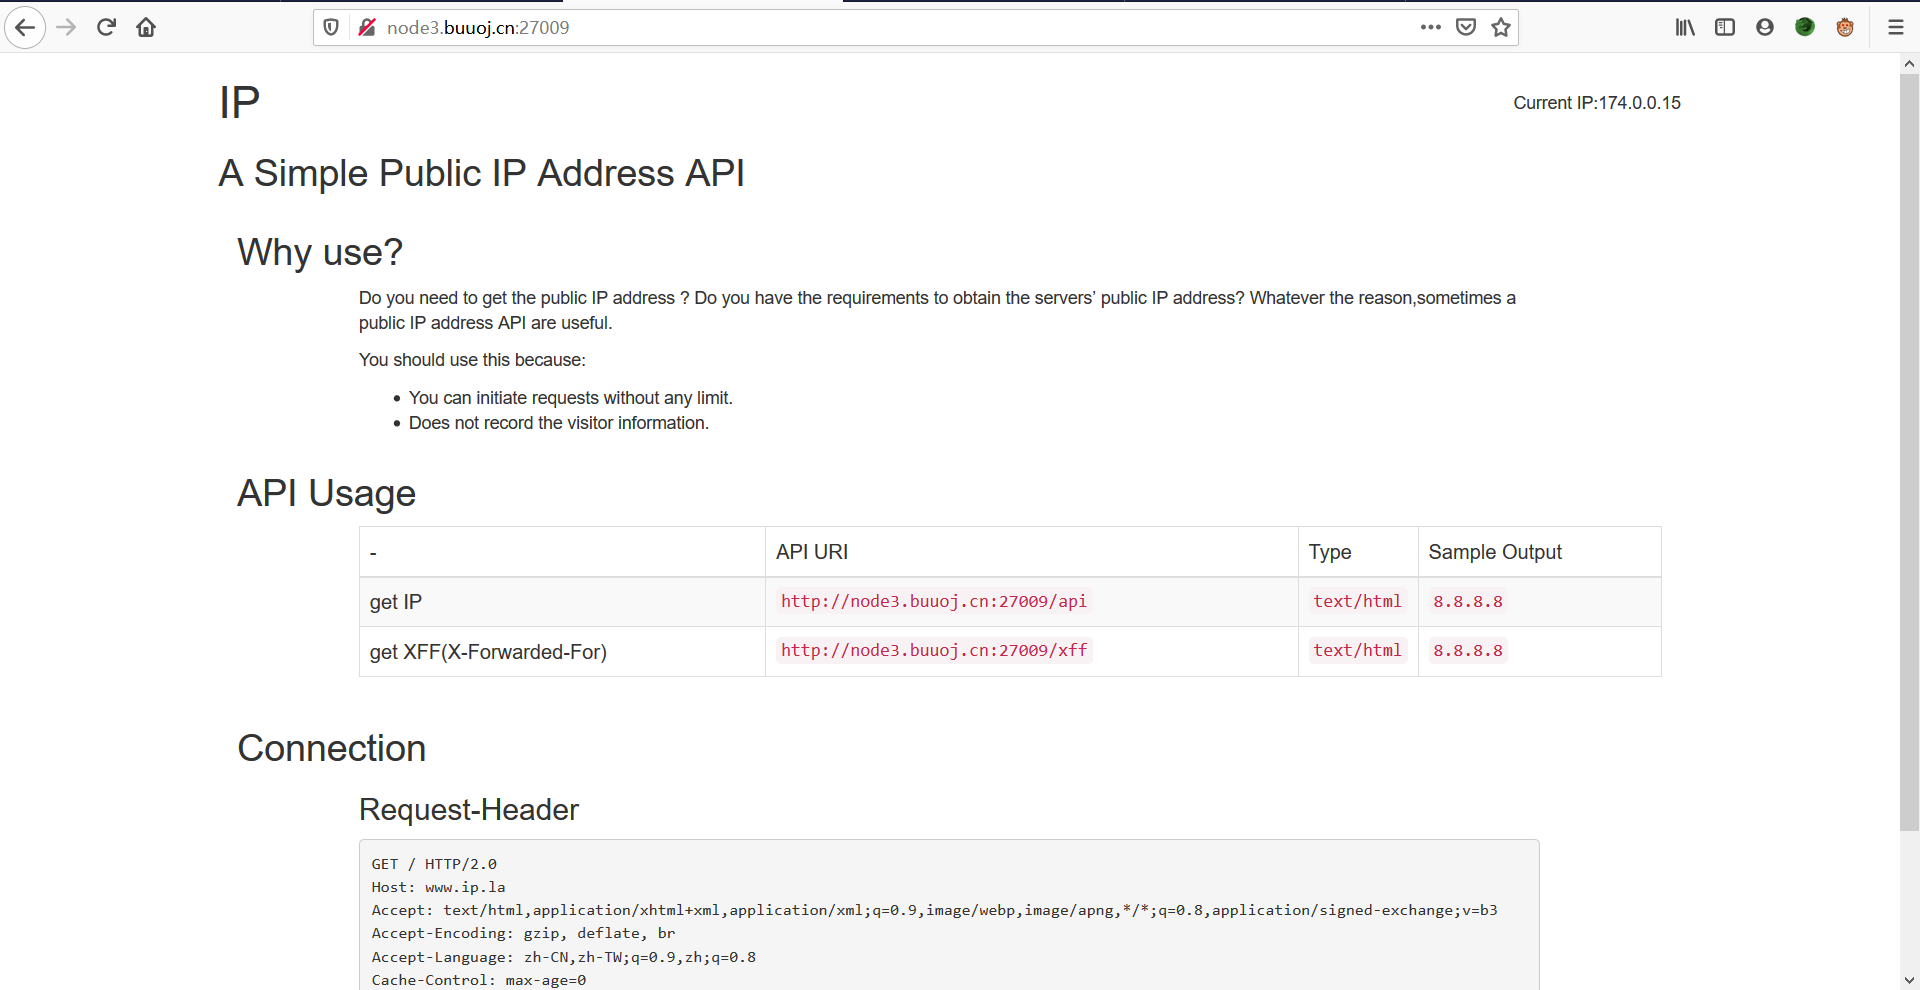 node3.buuoj.cn:27009
IP
Current IP:174.0.0.15
A Simple Public IP Address API
Why use?
Do you need to get the public IP address ? Do you have the requirements to obtain the servers’ public IP address? Whatever the reason,sometimes a
public IP address API are useful.
You should use this because:
You can initiate requests without any limit.
Does not record the visitor information.
API Usage
- API URI Type Sample Output
get IP http://node3.buuoj.cn:27009/api text/html 8.8.8.8
get XFF(X-Forwarded-For) http://node3.buuoj.cn:27009/xff text/html 8.8.8.8
Connection
Request-Header
GET / HTTP/2.0
Host: www.ip.la
Accept: text/html,application/xhtml+xml,application/xml;q=0.9,image/webp,image/apng,*/*;q=0.8,application/signed-exchange;v=b3
Accept-Encoding: gzip, deflate, br
Accept-Language: zh-CN,zh-TW;q=0.9,zh;q=0.8
Cache-Control: max-age=0